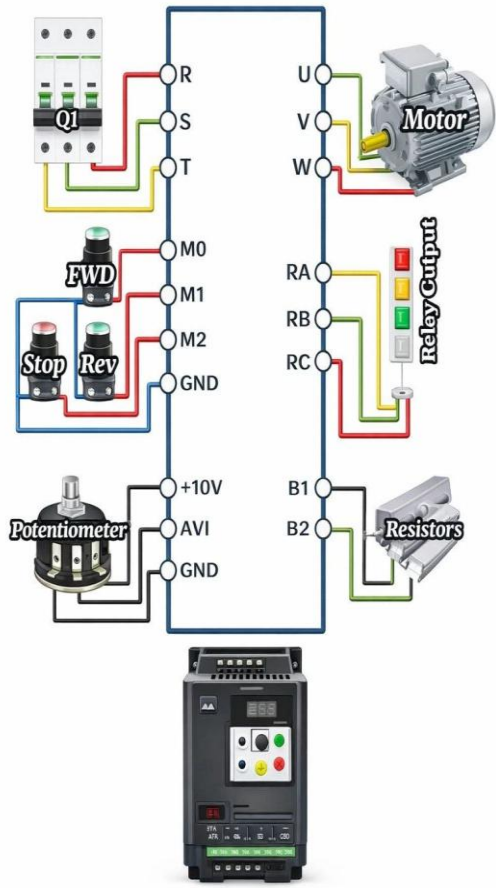 R
U
S
V
Q1
Motor
T
W
M0
FWD
RA
M1
RB
Relay Cutput
M2
Stop
Rev
RC
GND
+10V
B1
Potentiometer
AVI
B2
Resistors
GND